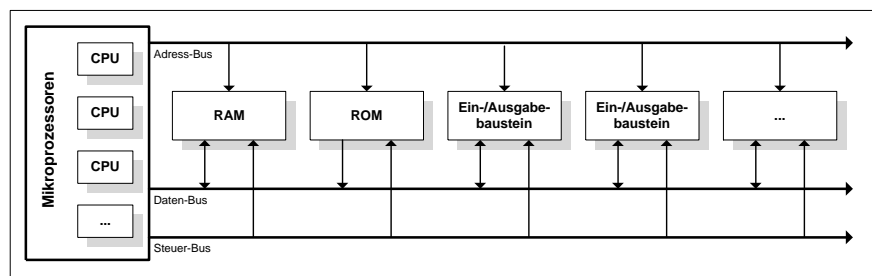 Mikroprozessoren
CPU
CPU
CPU
...
Adress-Bus
RAM
ROM
Ein-/Ausgabe-
baustein
Ein-/Ausgabe-
baustein
...
Daten-Bus
Steuer-Bus